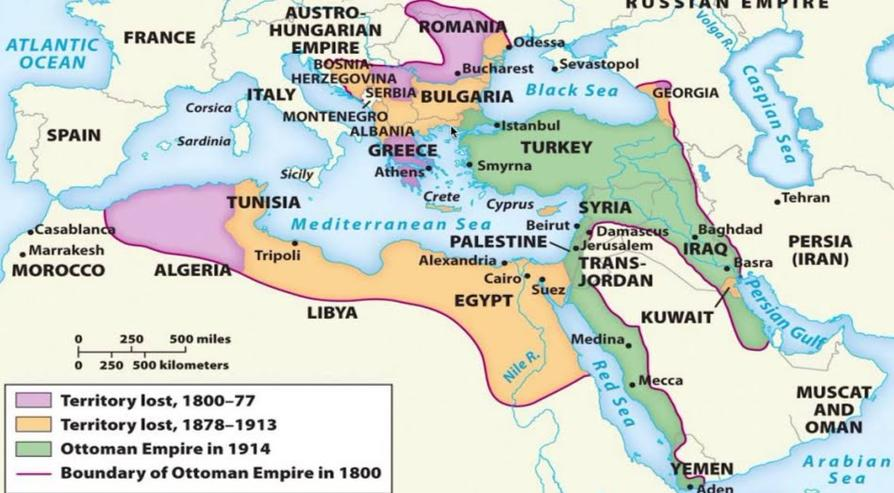 RUSSIAN EMPIRE
AUSTRO-
HUNGARIAN
EMPIRE
ROMANIA
Volga R.
FRANCE
ATLANTIC
OCEAN
Odessa
BOSNIA-
HERZEGOVINA
Bucharest
Sevastopol
Caspian Sea
SERBIA
ITALY
BULGARIA
Black Sea
GEORGIA
Corsica
MONTENEGRO
ALBANIA
Istanbul
SPAIN
Sardinia
GREECE
TURKEY
Athens
Smyrna
Sicily
Crete
Cyprus
SYRIA
Tehran
TUNISIA
Mediterranean Sea
Beirut
Damascus
Baghdad
Casablanca
Marrakesh
MOROCCO
Tripoli
PALESTINE
Jerusalem
IRAQ
PERSIA
(IRAN)
ALGERIA
Alexandria
TRANS-
JORDAN
Basra
Cairo
Suez
EGYPT
LIBYA
KUWAIT
Persian Gulf
0 250 500 miles
0 250 500 kilometers
Medina
Nile R.
Red Sea
Mecca
MUSCAT
AND
OMAN
Territory lost, 1800–77
Territory lost, 1878–1913
Ottoman Empire in 1914
Boundary of Ottoman Empire in 1800
YEMEN
Aden
Arabian
Sea